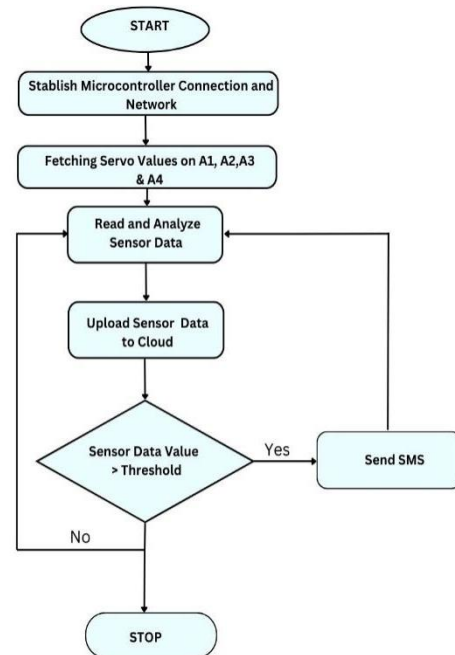 START
Stablish Microcontroller Connection and
Network
Fetching Servo Values on A1, A2,A3
& A4
Read and Analyze
Sensor Data
Upload Sensor Data
to Cloud
Sensor Data Value
> Threshold
Yes
Send SMS
No
STOP